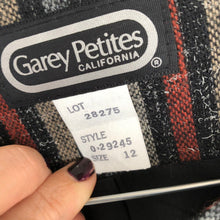 Garey Petites
CALIFORNIA ®
LOT
28275
STYLE
0-29245
SIZE 12